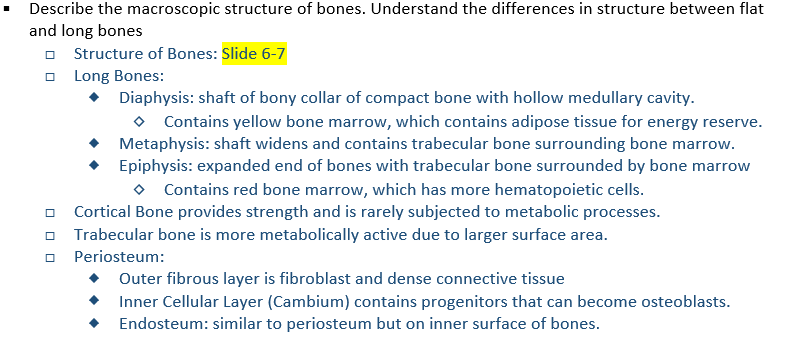 Describe the macroscopic structure of bones. Understand the differences in structure between flat
and long bones
Structure of Bones: Slide 6-7
Long Bones:
Diaphysis: shaft of bony collar of compact bone with hollow medullary cavity.
Contains yellow bone marrow, which contains adipose tissue for energy reserve.
Metaphysis: shaft widens and contains trabecular bone surrounding bone marrow.
Epiphysis: expanded end of bones with trabecular bone surrounded by bone marrow
Contains red bone marrow, which has more hematopoietic cells.
Cortical Bone provides strength and is rarely subjected to metabolic processes.
Trabecular bone is more metabolically active due to larger surface area.
Periosteum:
Outer fibrous layer is fibroblast and dense connective tissue
Inner Cellular Layer (Cambium) contains progenitors that can become osteoblasts.
Endosteum: similar to periosteum but on inner surface of bones.